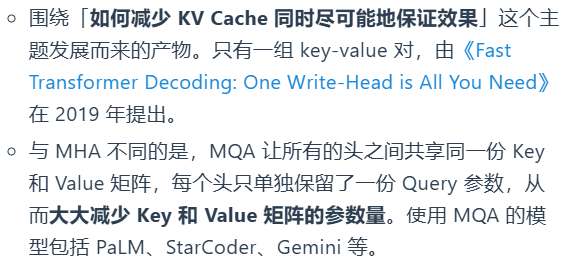 围绕「如何减少 KV Cache 同时尽可能地保证效果」这个主
题发展而来的产物。只有一组 key-value 对，由《Fast
Transformer Decoding: One Write-Head is All You Need》
在 2019 年提出。
与 MHA 不同的是，MQA 让所有的头之间共享同一份 Key
和 Value 矩阵，每个头只单独保留了一份 Query 参数，从
而大大减少 Key 和 Value 矩阵的参数量。使用 MQA 的模
型包括 PaLM、StarCoder、Gemini 等。